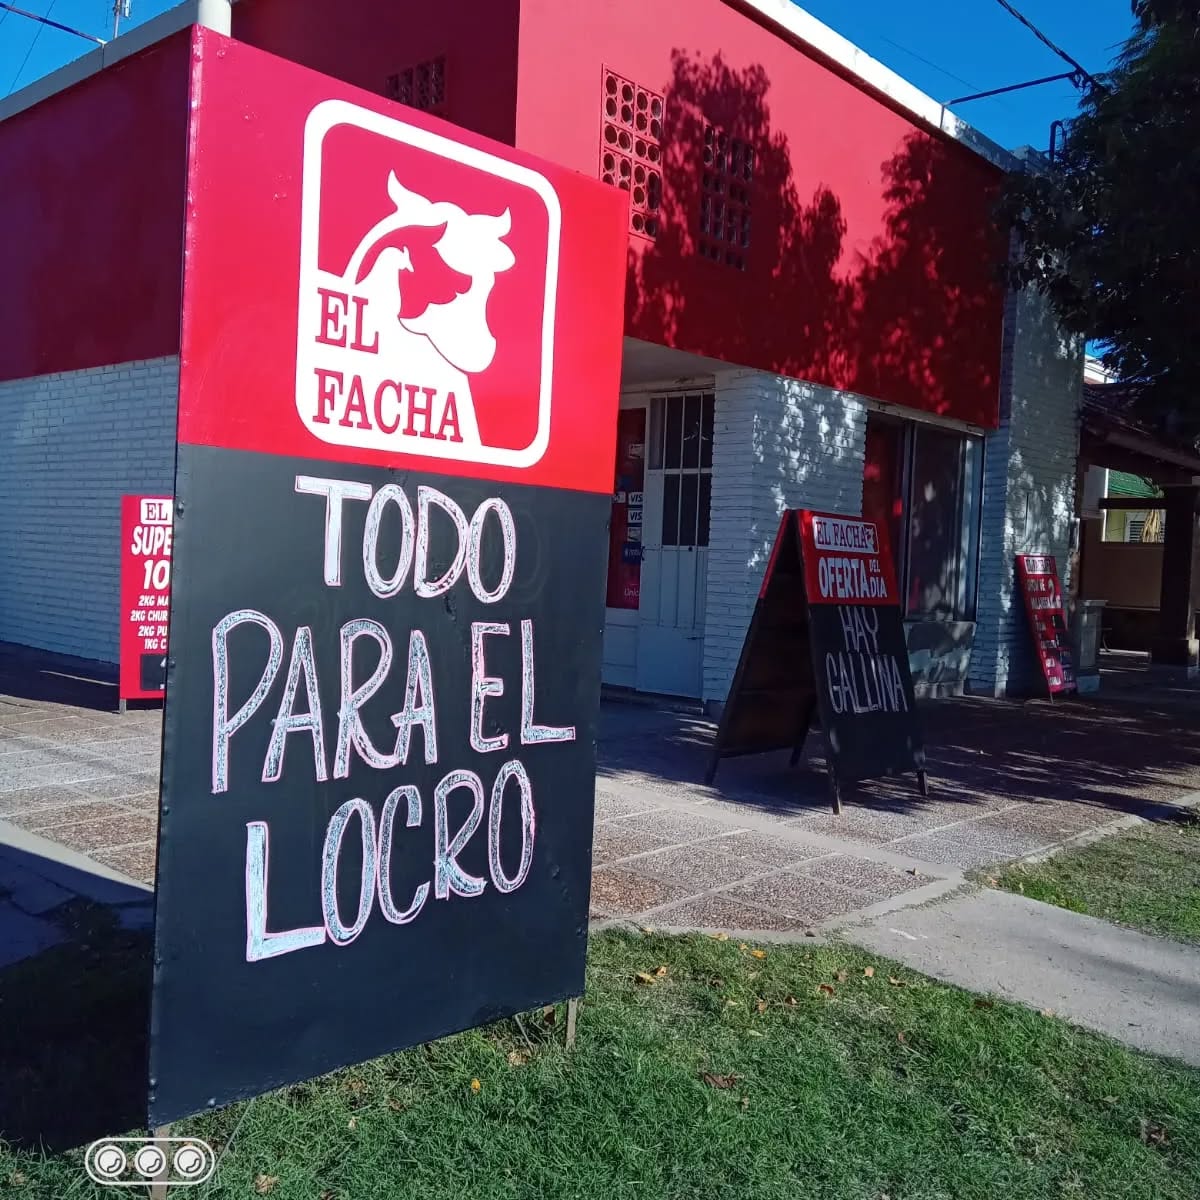 EL
FACHA
TODO
PARA EL
LOCRO
EL
SUPE
10
2KG MA
2KG CHUR
2KG PU
1KG C
EL FACHA
OFERTA DEL
DIA
HAY
GALLINA
VISA